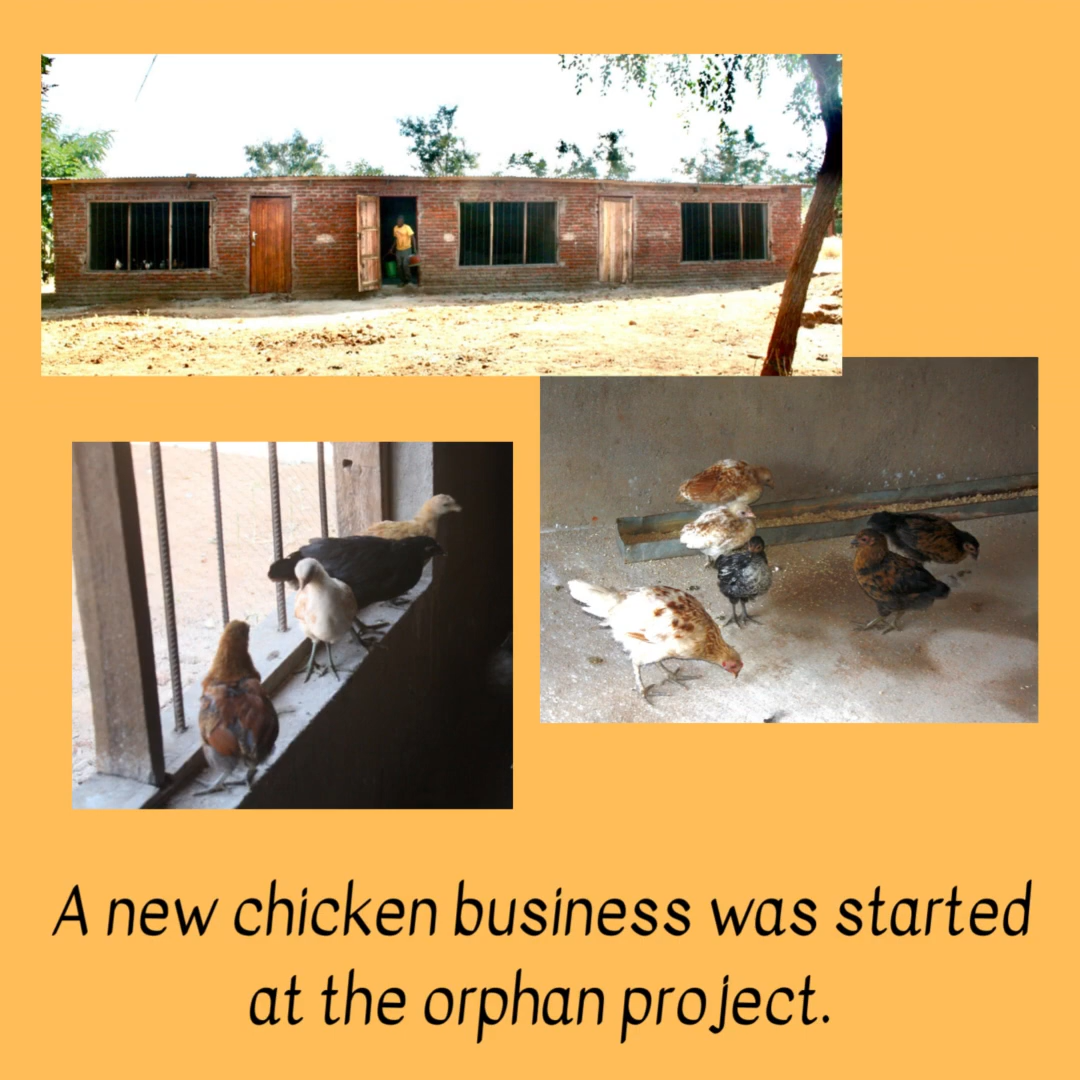 A new chicken business was started
at the orphan project.